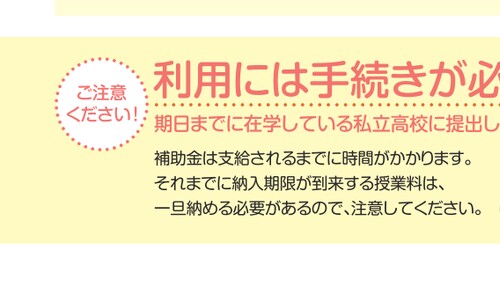 ご注意
ください!
利用には手続きが必
期日までに在学している私立高校に提出し
補助金は支給されるまでに時間がかかります。
それまでに納入期限が到来する授業料は、
一旦納める必要があるので、注意してください。